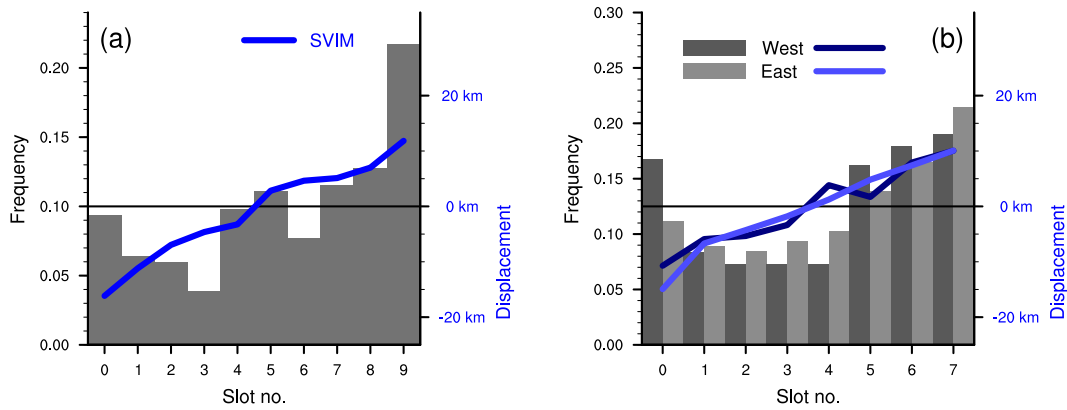 (a)
SVIM
0.20
0.15
0.10
0.05
0.00
Frequency
20 km
0 km
-20 km
Displacement
0 1 2 3 4 5 6 7 8 9
Slot no.
(b)
West
East
0.30
0.25
0.20
0.15
0.10
0.05
0.00
Frequency
20 km
0 km
-20 km
Displacement
0 1 2 3 4 5 6 7
Slot no.